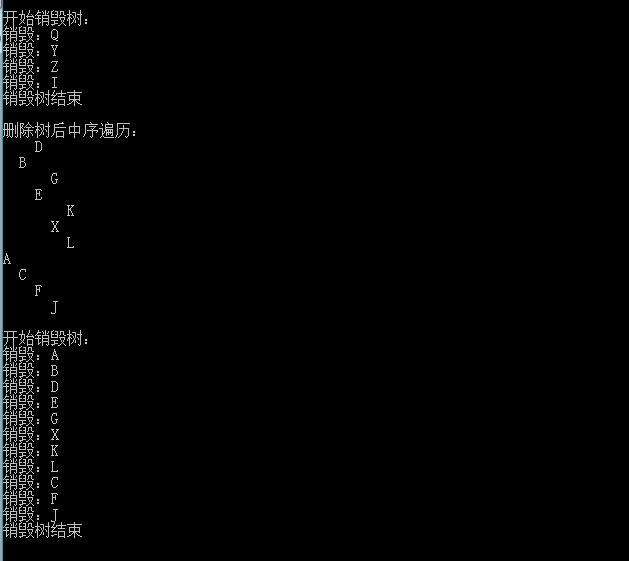 开始销毁树:
销毁: Q
销毁: Y
销毁: Z
销毁: I
销毁树结束
删除树后中序遍历:
D
B
G
E
K
X
L
A
C
F
J
开始销毁树:
销毁: A
销毁: B
销毁: D
销毁: E
销毁: G
销毁: X
销毁: K
销毁: L
销毁: C
销毁: F
销毁: J
销毁树结束